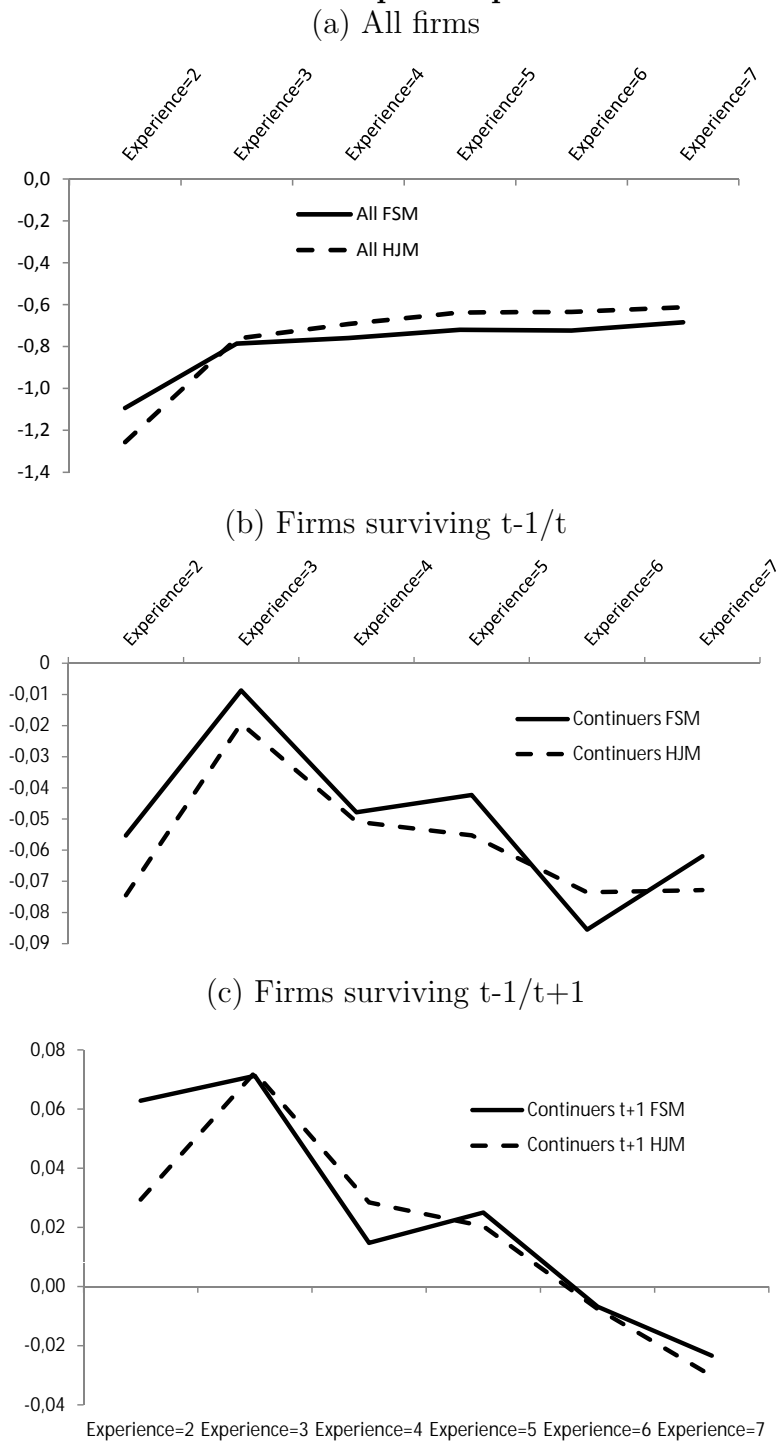 (a) All firms
Experience=2 Experience=3 Experience=4 Experience=5 Experience=6 Experience=7
0,0
-0,2
-0,4
-0,6
-0,8
-1,0
-1,2
-1,4
All FSM
All HJM
(b) Firms surviving t-1/t
Experience=2 Experience=3 Experience=4 Experience=5 Experience=6 Experience=7
0
-0,01
-0,02
-0,03
-0,04
-0,05
-0,06
-0,07
-0,08
-0,09
Continuers FSM
Continuers HJM
(c) Firms surviving t-1/t+1
0,08
0,06
0,04
0,02
0,00
-0,02
-0,04
Continuers t+1 FSM
Continuers t+1 HJM
Experience=2 Experience=3 Experience=4 Experience=5 Experience=6 Experience=7